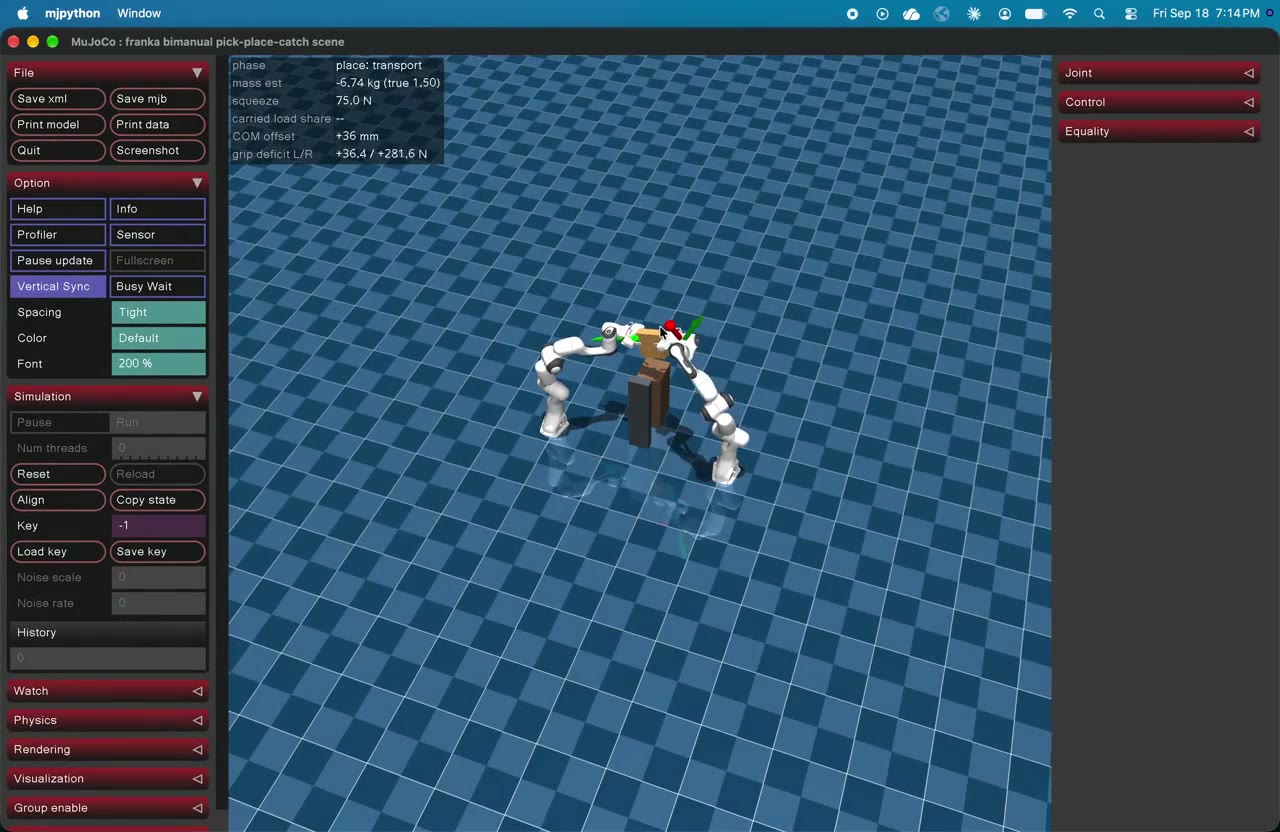 mjpython Window Fri Sep 18 7:14 PM
MuJoCo : franka bimanual pick-place-catch scene
File
Save xml Save mjb
Print model Print data
Quit Screenshot
Option
Help Info
Profiler Sensor
Pause update Fullscreen
Vertical Sync Busy Wait
Spacing Tight
Color Default
Font 200 %
Simulation
Pause Run
Num threads 0
Reset Reload
Align Copy state
Key -1
Load key Save key
Noise scale 0
Noise rate 0
History
0
Watch
Physics
Rendering
Visualization
Group enable
phase place: transport
mass est -6.74 kg (true 1.50)
squeeze 75.0 N
carried load share --
COM offset +36 mm
grip deficit L/R +36.4 / +281.6 N
Joint
Control
Equality